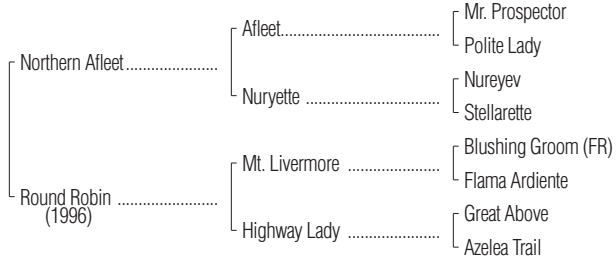 Mr. Prospector
Afleet
Polite Lady
Northern Afleet
Nureyev
Nuryette
Stellarette
Blushing Groom (FR)
Mt. Livermore
Flama Ardiente
Round Robin
(1996)
Great Above
Highway Lady
Azelea Trail